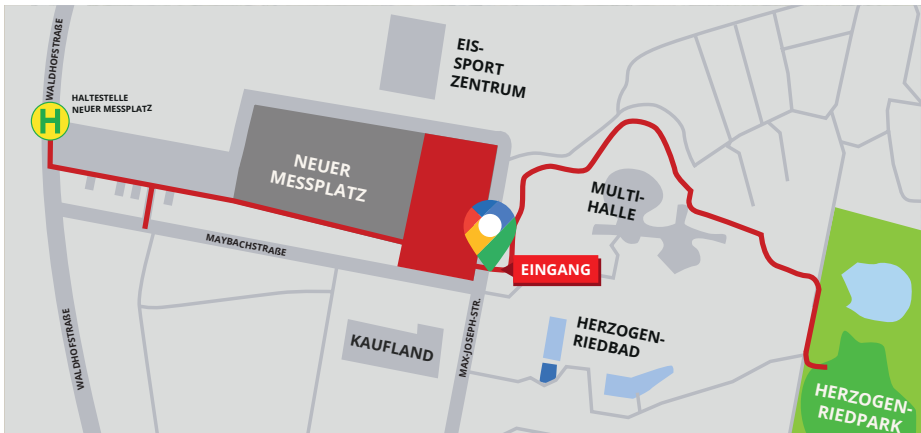 WALDHOFSTRAßE
H
HALTESTELLE
NEUER MESSPLATZ
EIS-
SPORT
ZENTRUM
NEUER
MESSPLATZ
MULTI-
HALLE
MAYBACHSTRAßE
EINGANG
WALDHOFSTRAßE
KAUFLAND
MAX-JOSEPH-STR.
HERZOGEN-
RIEDBAD
HERZOGEN-
RIEDPARK